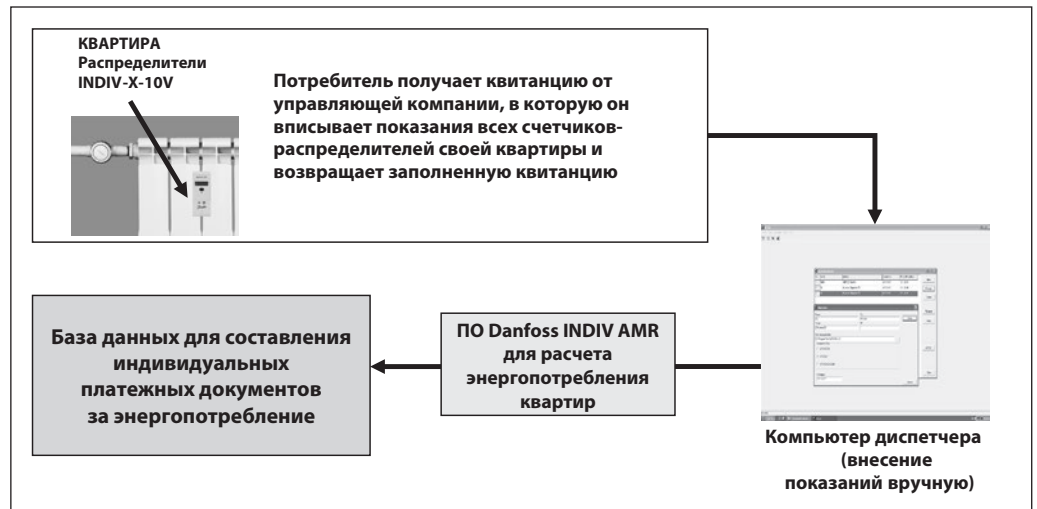 КВАРТИРА
Распределители
INDIV-X-10V
Потребитель получает квитанцию от
управляющей компании, в которую он
вписывает показания всех счетчиков-
распределителей своей квартиры и
возвращает заполненную квитанцию
База данных для составления
индивидуальных
платежных документов
за энергопотребление
ПО Danfoss INDIV AMR
для расчета
энергопотребления
квартир
Компьютер диспетчера
(внесение
показаний вручную)